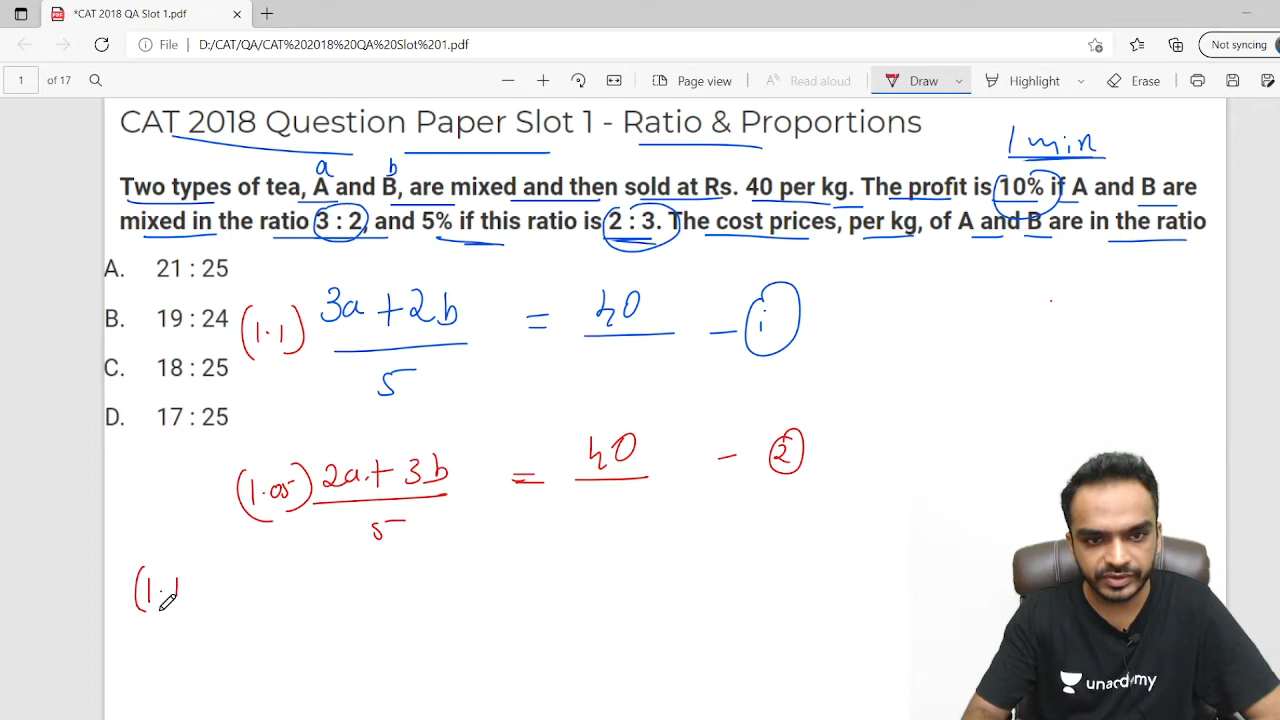 *CAT 2018 QA Slot 1.pdf
File D:/CAT/QA/CAT%202018%20QA%20Slot%201.pdf
Not syncing
1 of 17
Page view
Read aloud
Draw
Highlight
Erase
CAT 2018 Question Paper Slot 1 - Ratio & Proportions
1 min
a b
Two types of tea, A and B, are mixed and then sold at Rs. 40 per kg. The profit is 10% if A and B are
mixed in the ratio 3 : 2, and 5% if this ratio is 2 : 3. The cost prices, per kg, of A and B are in the ratio
A. 21 : 25
B. 19 : 24
C. 18 : 25
D. 17 : 25
(1.1) 3a + 2b = 40 - i
5
(1.05) 2a + 3b = 40 - 2
5
(1.1
unacademy